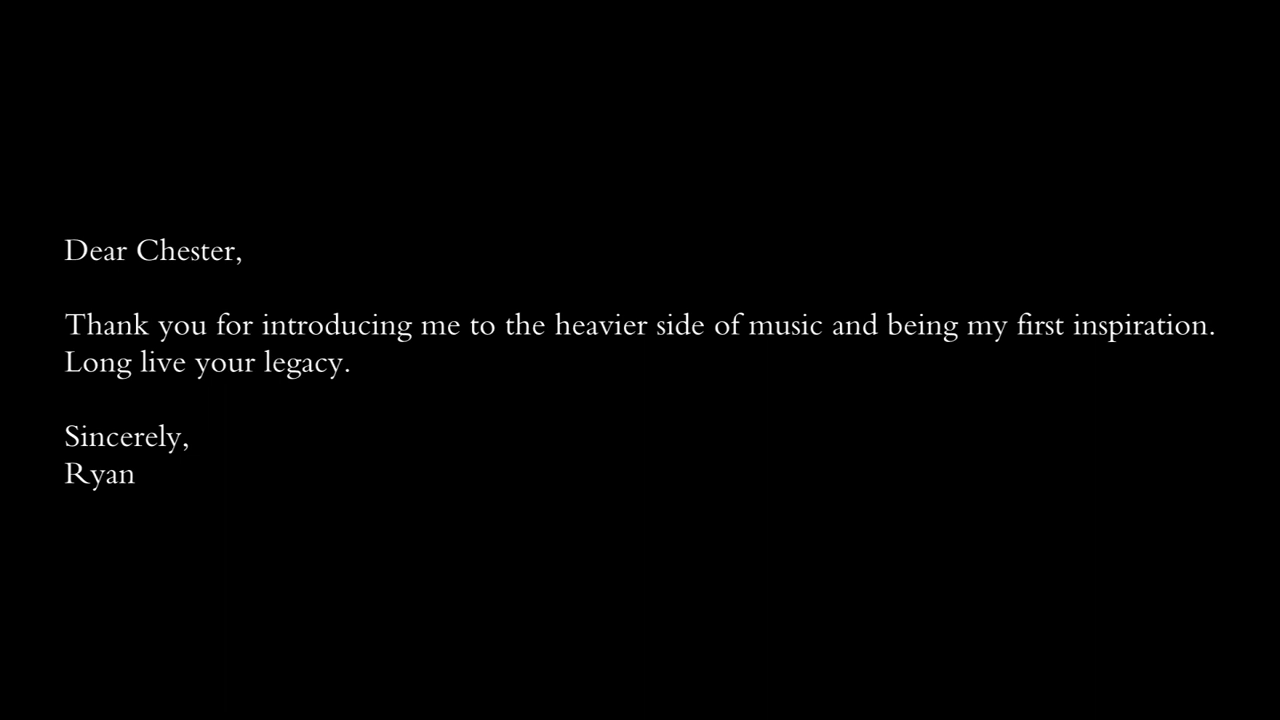 Dear Chester,
Thank you for introducing me to the heavier side of music and being my first inspiration.
Long live your legacy.
Sincerely,
Ryan